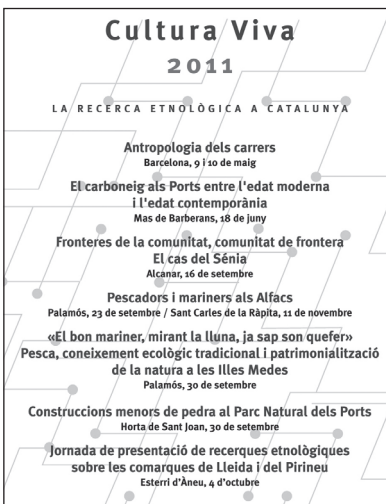 Cultura Viva
2011
LA RECERCA ETNOLÒGICA A CATALUNYA
Antropologia dels carrers
Barcelona, 9 i 10 de maig
El carboneig als Ports entre l'edat moderna
i l'edat contemporània
Mas de Barberans, 18 de juny
Fronteres de la comunitat, comunitat de frontera
El cas del Sénia
Alcanar, 16 de setembre
Pescadors i mariners als Alfacs
Palamós, 23 de setembre / Sant Carles de la Ràpita, 11 de novembre
«El bon mariner, mirant la lluna, ja sap son quefer»
Pesca, coneixement ecològic tradicional i patrimonialització
de la natura a les Illes Medes
Palamós, 30 de setembre
Construccions menors de pedra al Parc Natural dels Ports
Horta de Sant Joan, 30 de setembre
Jornada de presentació de recerques etnològiques
sobre les comarques de Lleida i del Pirineu
Esterri d'Àneu, 4 d'octubre